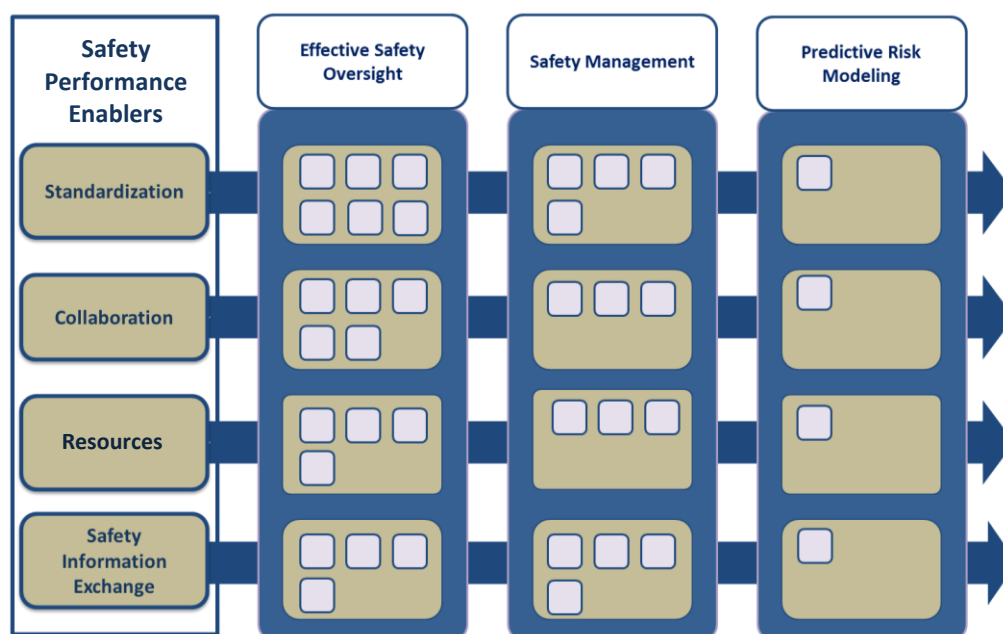 Safety
Performance
Enablers
Effective Safety
Oversight
Safety Management
Predictive Risk
Modeling
Standardization
Collaboration
Resources
Safety
Information
Exchange